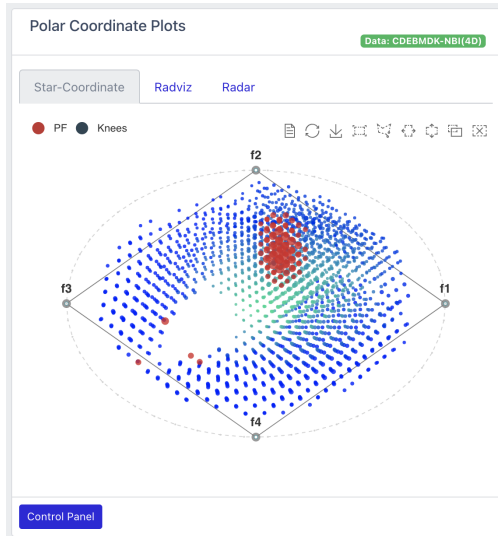 Polar Coordinate Plots
Data: CDEBMDK-NBI(4D)
Star-Coordinate Radviz Radar
PF Knees
f2
f3 f1
f4
Control Panel